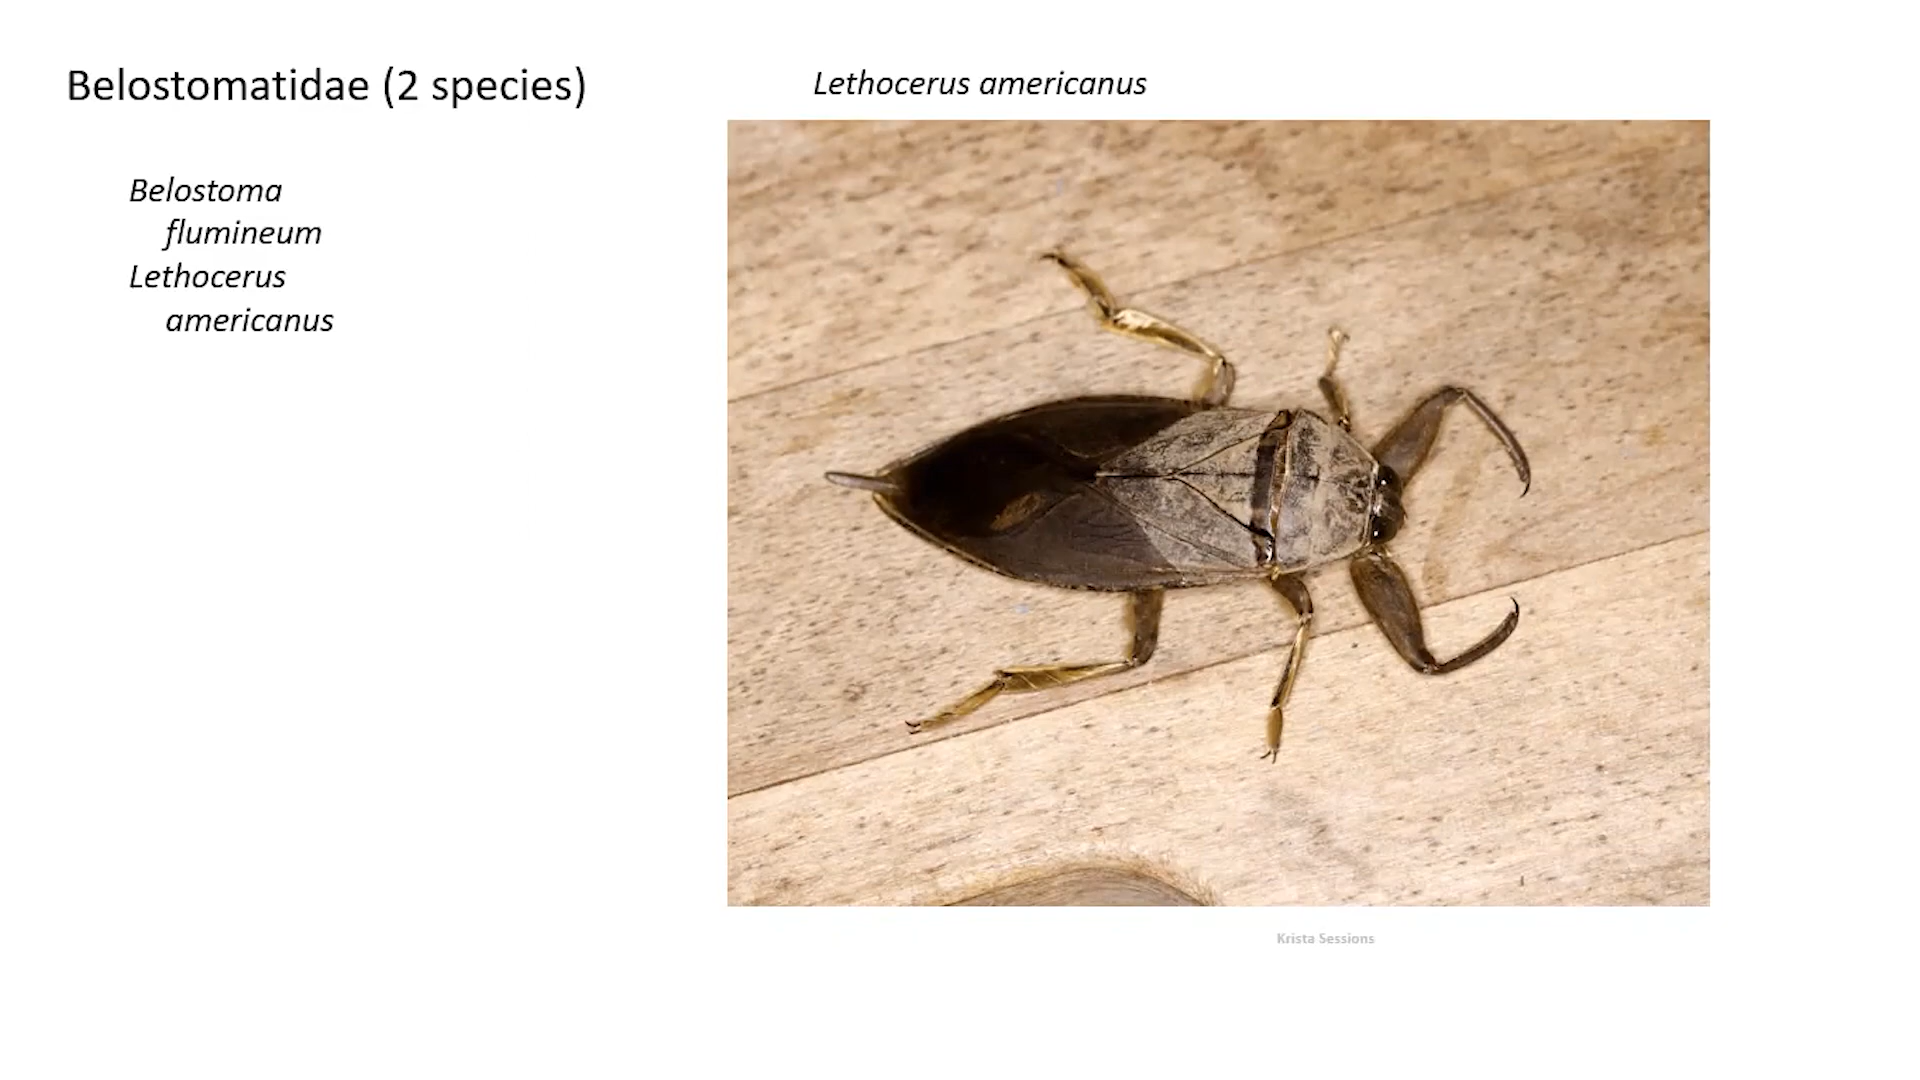 Belostomatidae (2 species)
Belostoma
flumineum
Lethocerus
americanus
Lethocerus americanus
Krista Sessions